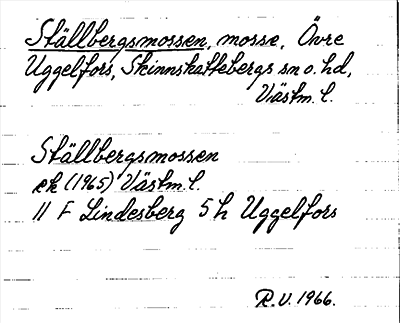 Ställbergsmossen, mosse, Övre
Uggelfors, Skinnskattebergs sn o. hd,
Västm. l.
Ställbergsmossen
ek (1965) Västm. l.
11 F Lindesberg 5 h Uggelfors
R.V. 1966.